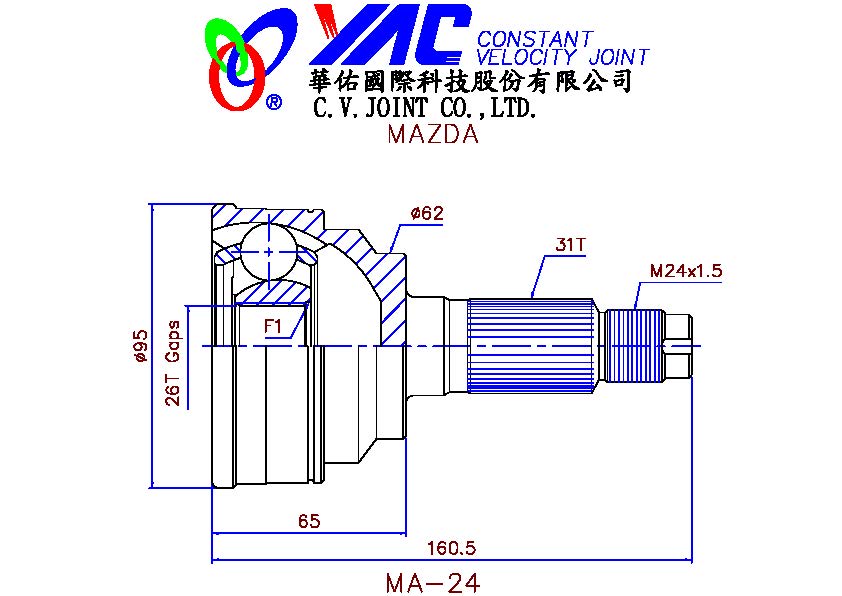 YAC CONSTANT
VELOCITY JOINT
®
華佑國際科技股份有限公司
C.V.JOINT CO.,LTD.
MAZDA
ø62
31T
M24x1.5
F1
ø95
26T Gaps
65
160.5
MA-24